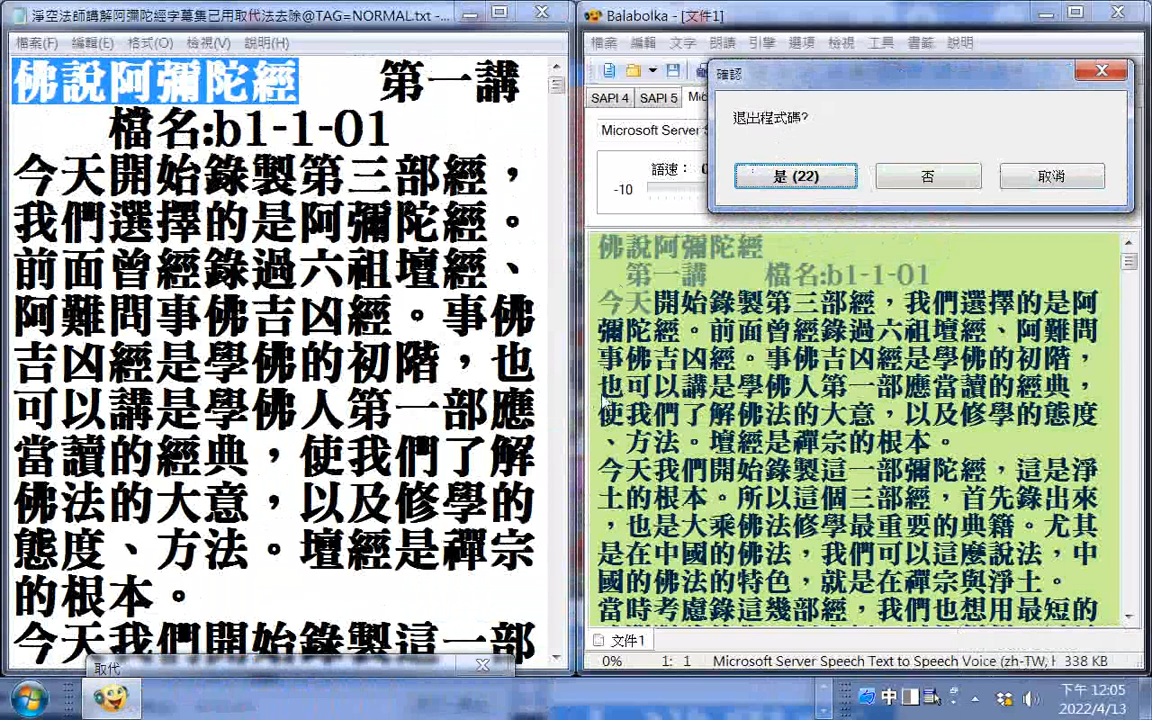 淨空法師講解阿彌陀經字幕集已用取代法去除@TAG=NORMAL.txt -...
檔案(F) 編輯(E) 格式(O) 檢視(V) 說明(H)
佛說阿彌陀經 第一講
檔名:b1-1-01
今天開始錄製第三部經，
我們選擇的是阿彌陀經。
前面曾經錄過六祖壇經、
阿難問事佛吉凶經。事佛
吉凶經是學佛的初階，也
可以講是學佛人第一部應
當讀的經典，使我們了解
佛法的大意，以及修學的
態度、方法。壇經是禪宗
的根本。
今天我們開始錄製這一部
取代
Balabolka - [文件1]
檔案 編輯 文字 朗讀 引擎 選項 檢視 工具 書籤 說明
SAPI 4 SAPI 5
Microsoft Server
語速：
-10
確認
退出程式碼?
是 (22) 否 取消
佛說阿彌陀經
第一講 檔名:b1-1-01
今天開始錄製第三部經，我們選擇的是阿
彌陀經。前面曾經錄過六祖壇經、阿難問
事佛吉凶經。事佛吉凶經是學佛的初階，
也可以講是學佛人第一部應當讀的經典，
使我們了解佛法的大意，以及修學的態度
、方法。壇經是禪宗的根本。
今天我們開始錄製這一部彌陀經，這是淨
土的根本。所以這個三部經，首先錄出來
，也是大乘佛法修學最重要的典籍。尤其
是在中國的佛法，我們可以這麼說法，中
國的佛法的特色，就是在禪宗與淨土。
當時考慮錄這幾部經，我們也想用最短的
文件1
0% 1: 1 Microsoft Server Speech Text to Speech Voice (zh-TW, 338 KB
中
下午 12:05
2022/4/13